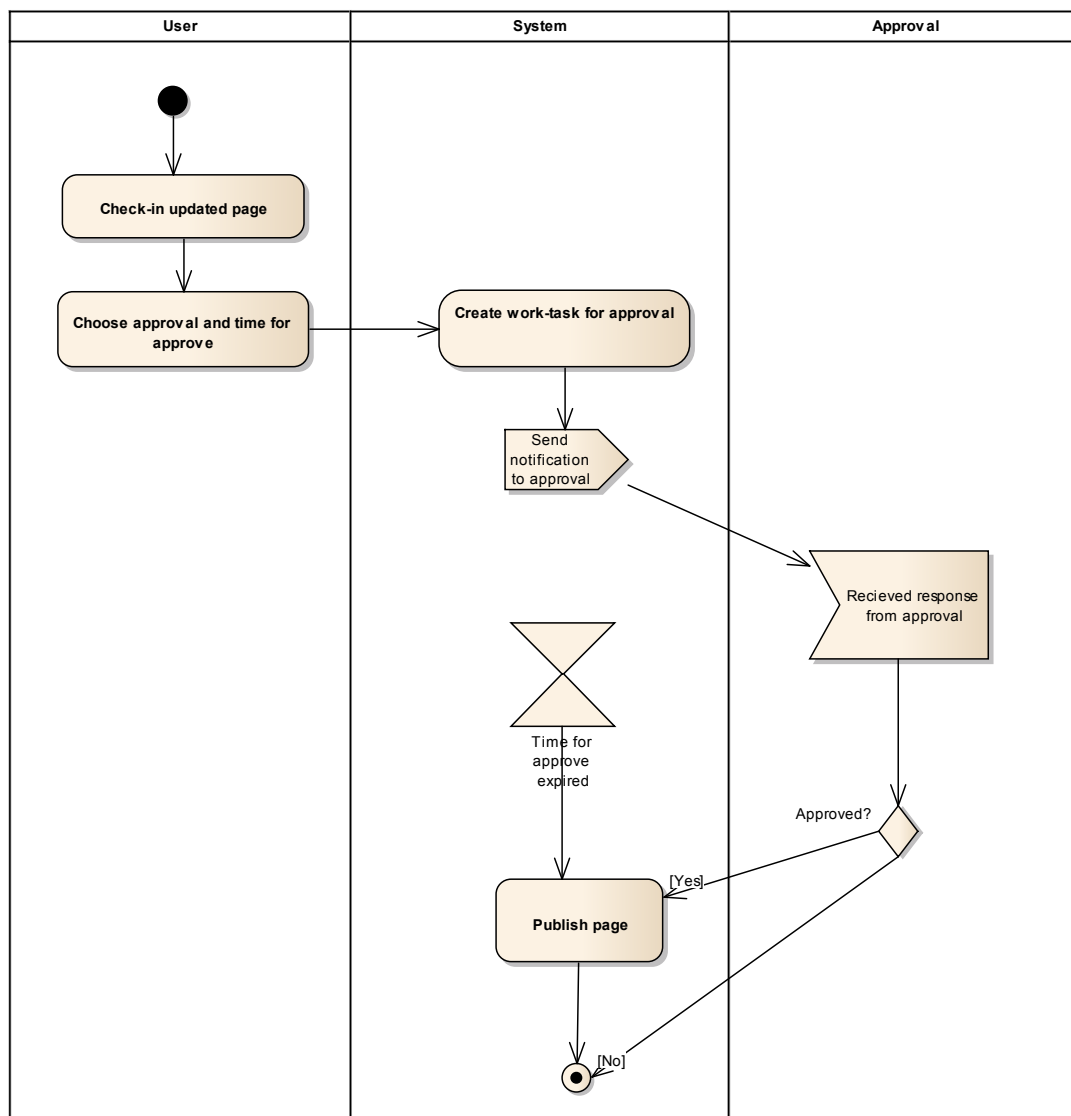 User
System
Approval
Check-in updated page
Choose approval and time for
approve
Create work-task for approval
Send
notification
to approval
Recieved response
from approval
Time for
approve
expired
Approved?
[Yes]
Publish page
[No]